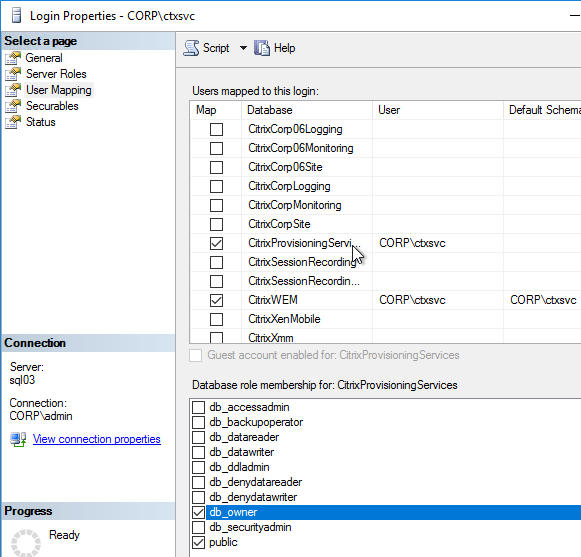 Login Properties - CORP\ctxsvc
Select a page
General
Server Roles
User Mapping
Securables
Status
Script Help
Users mapped to this login:
Map Database User Default Schema
CitrixCorp06Logging
CitrixCorp06Monitoring
CitrixCorp06Site
CitrixCorpLogging
CitrixCorpMonitoring
CitrixCorpSite
CitrixProvisioningServi... CORP\ctxsvc
CitrixSessionRecording
CitrixSessionRecordin...
CitrixWEM CORP\ctxsvc CORP\ctxsvc
CitrixXenMobile
CitrixXmm
Guest account enabled for: CitrixProvisioningServices
Database role membership for: CitrixProvisioningServices
db_accessadmin
db_backupoperator
db_datareader
db_datawriter
db_ddladmin
db_denydatareader
db_denydatawriter
db_owner
db_securityadmin
public
Connection
Server:
sql03
Connection:
CORP\admin
View connection properties
Progress
Ready